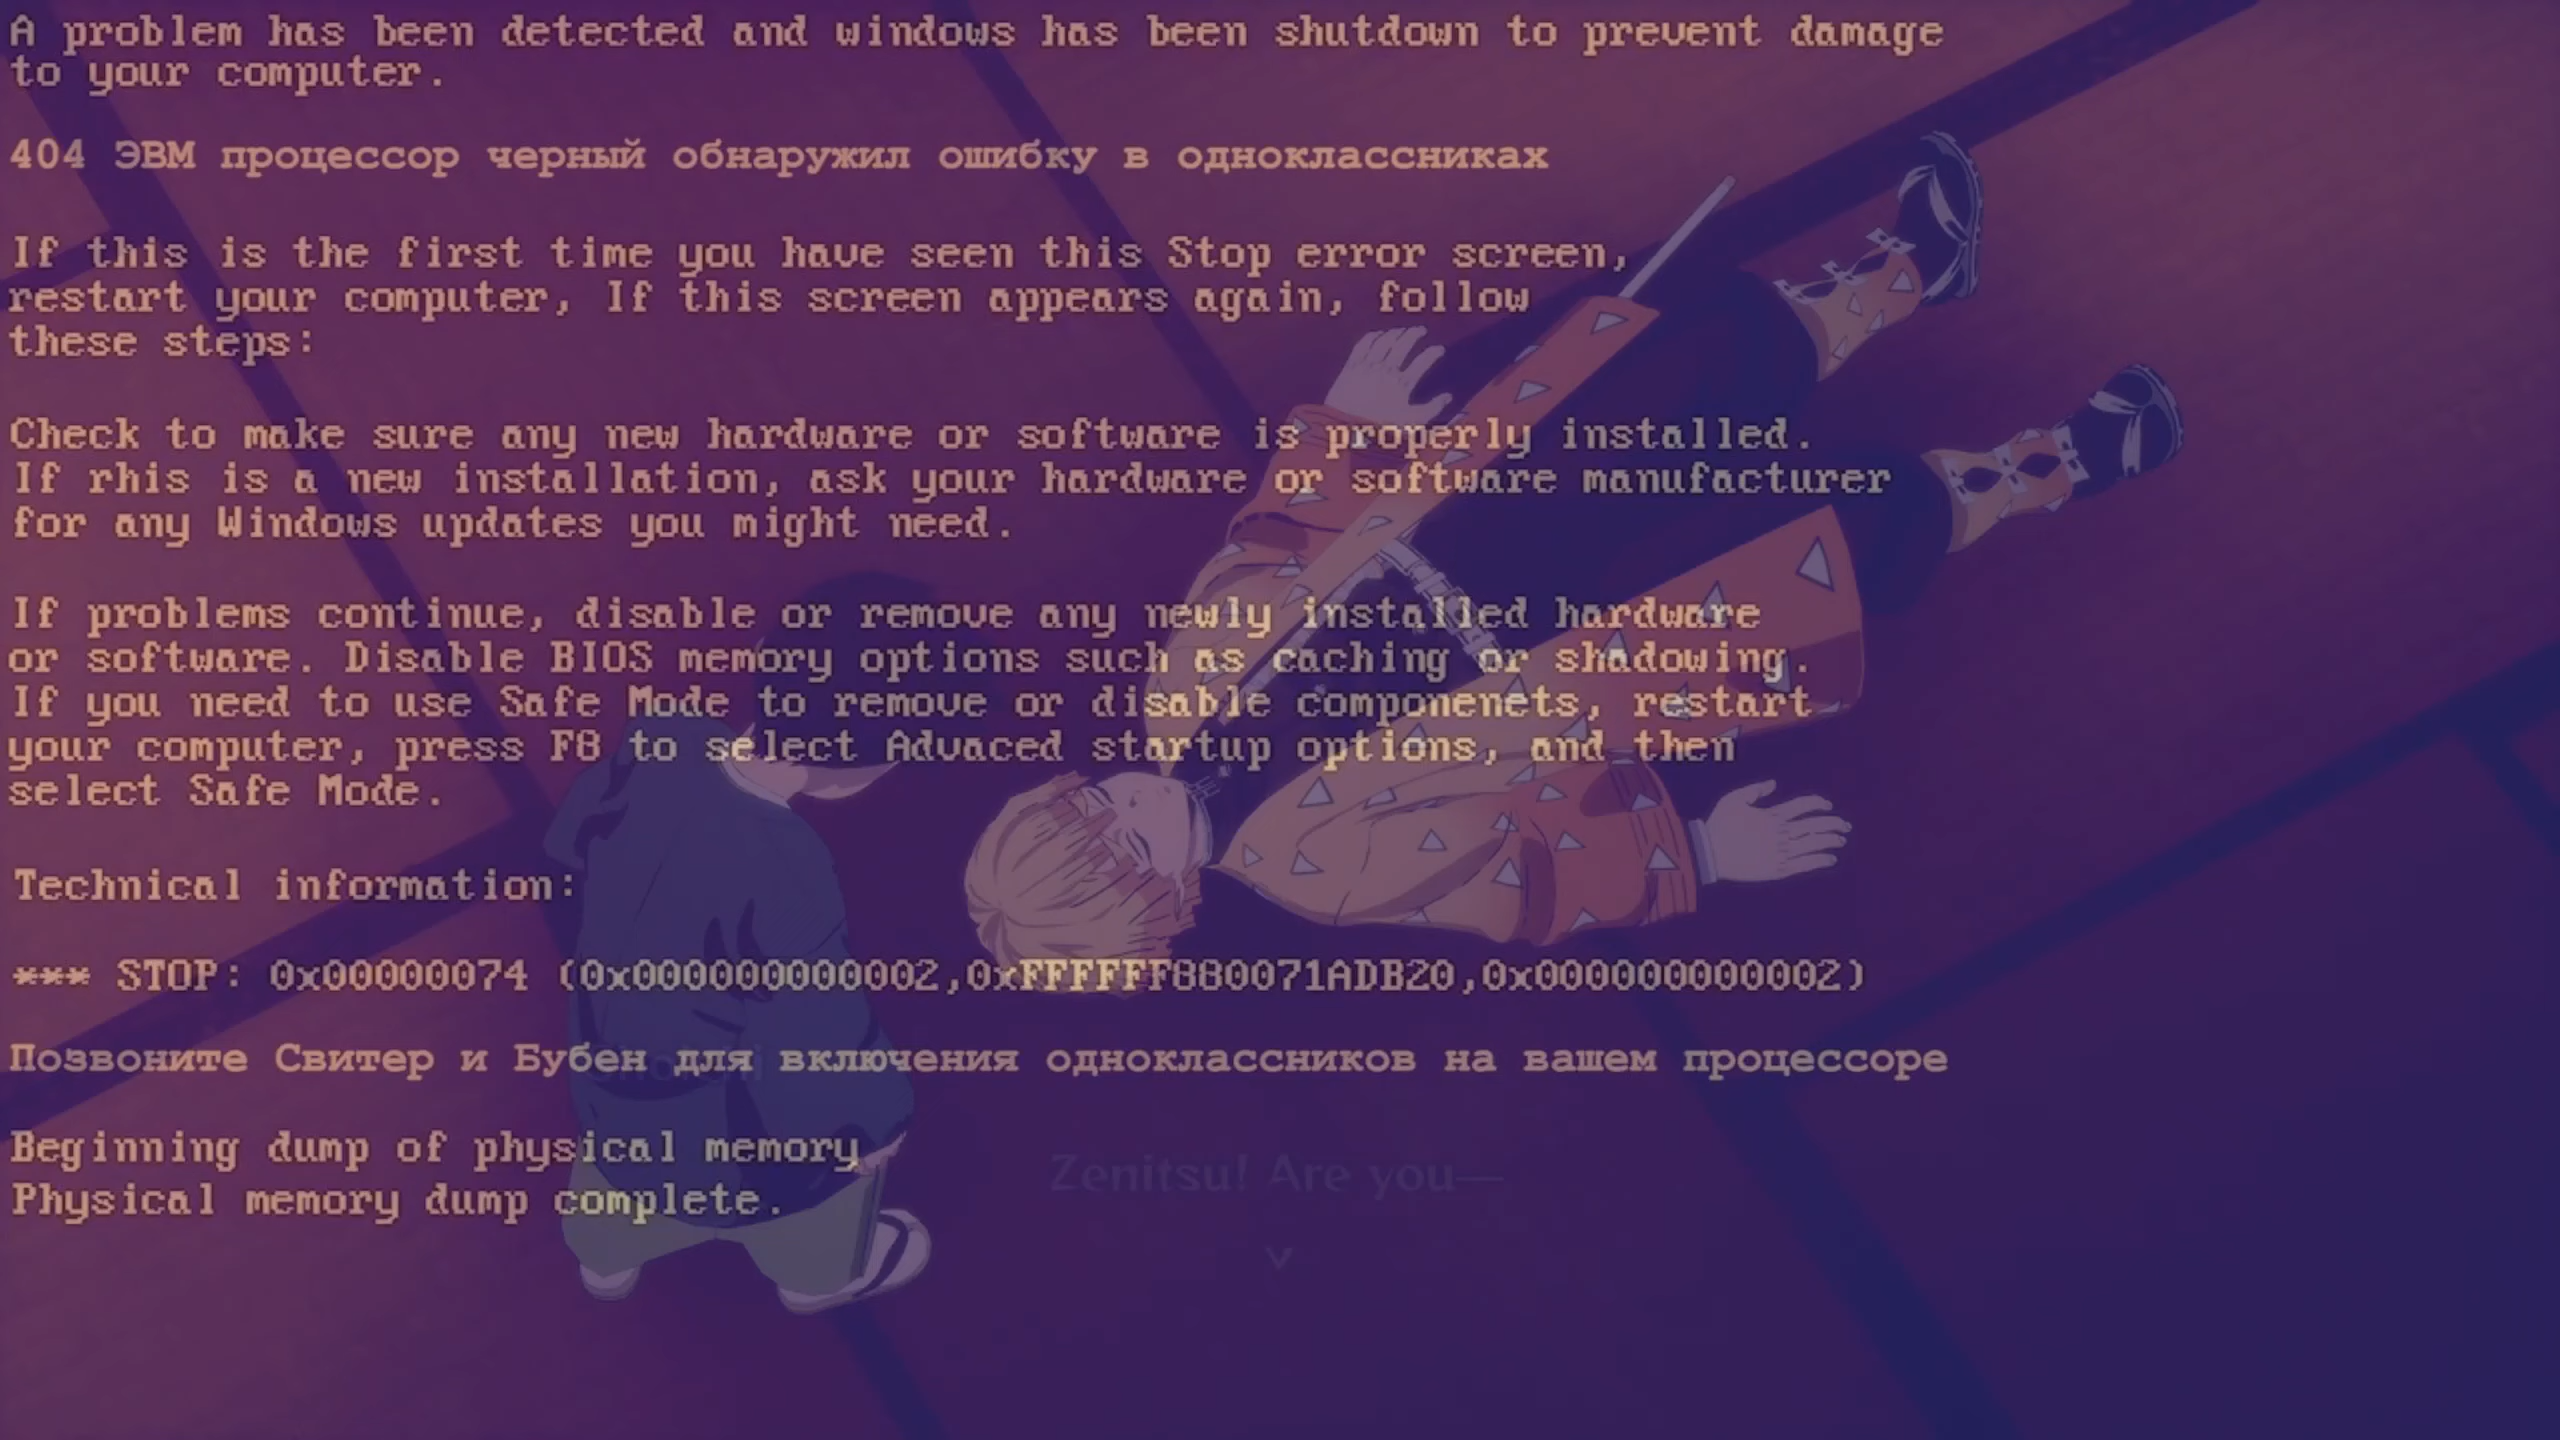 A problem has been detected and windows has been shutdown to prevent damage
to your computer.
404 ЭВМ процессор черный обнаружил ошибку в одноклассниках
If this is the first time you have seen this Stop error screen,
restart your computer, If this screen appears again, follow
these steps:
Check to make sure any new hardware or software is properly installed.
If rhis is a new installation, ask your hardware or software manufacturer
for any Windows updates you might need.
If problems continue, disable or remove any newly installed hardware
or software. Disable BIOS memory options such as caching or shadowing.
If you need to use Safe Mode to remove or disable componenets, restart
your computer, press F8 to select Advaced startup options, and then
select Safe Mode.
Technical information:
*** STOP: 0x00000074 (0x000000000002,0xFFFFFF880071ADB20,0x000000000002)
Позвоните Свитер и Бубен для включения одноклассников на вашем процессоре
Beginning dump of physical memory
Physical memory dump complete.
Zenitsu! Are you—